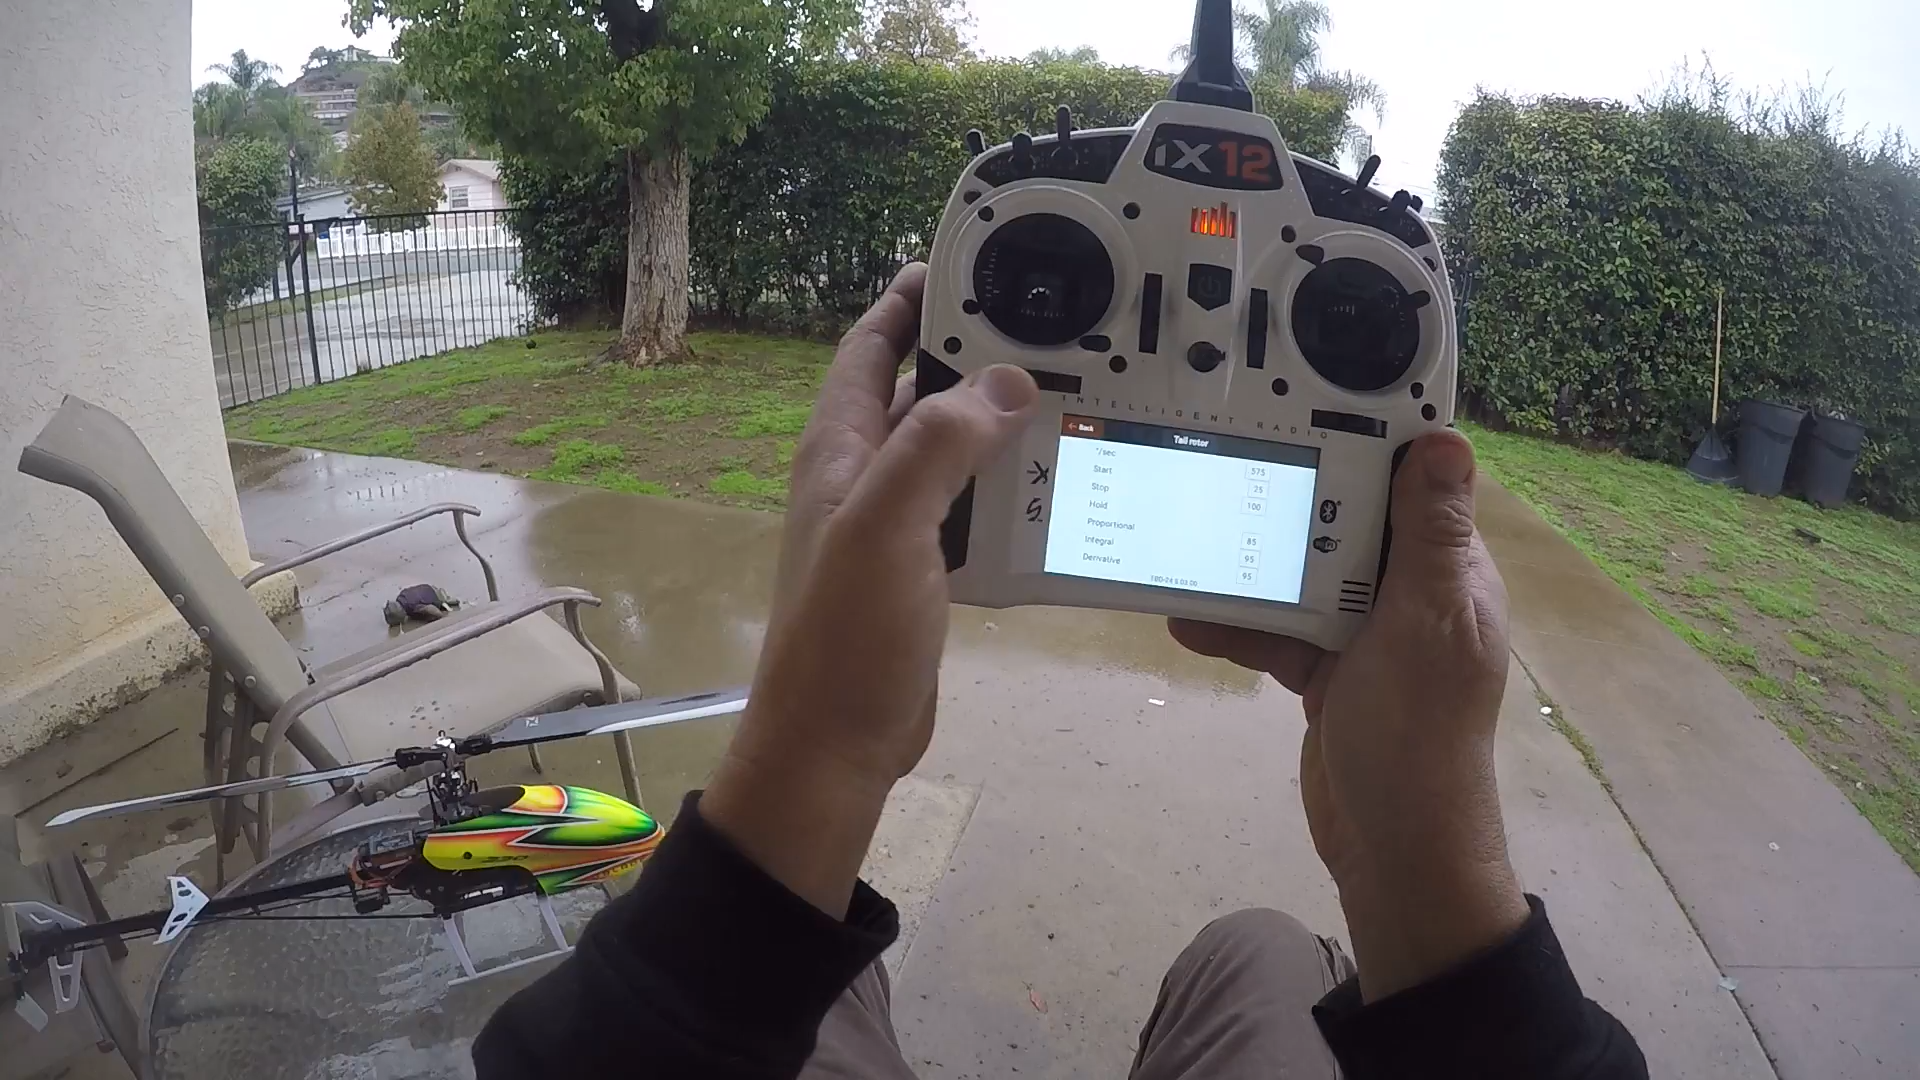 iX12
INTELLIGENT RADIO
Back
Tail rotor
°/sec
Start 575
Stop 25
Hold 100
Proportional
Integral 85
Derivative 95
95
330